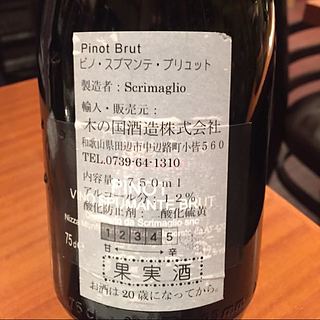 Pinot Brut
ピノ・スプマンテ・ブリュット
製造者：Scrimaglio
輸入・販売元：
木の国酒造株式会社
和歌山県田辺市中辺路町小皆560
TEL.0739-64-1310
内容量：750ml
アルコール分：12%
酸化防止剤：二酸化硫黄
1 2 3 4 5
甘 辛
果実酒
お酒は20歳になってから。